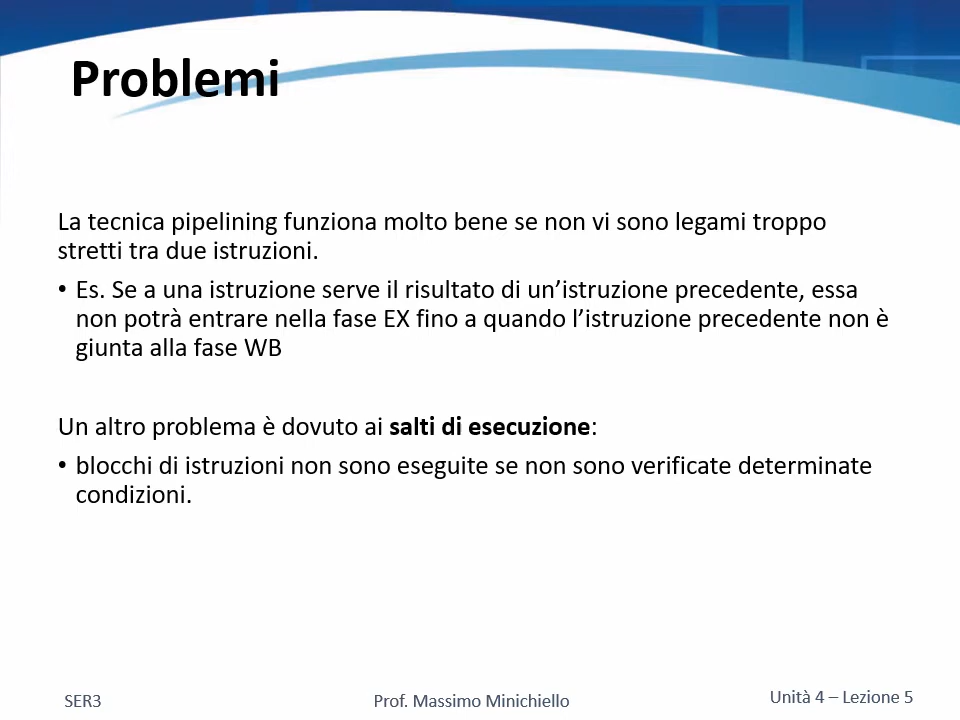 Problemi
La tecnica pipelining funziona molto bene se non vi sono legami troppo
stretti tra due istruzioni.
• Es. Se a una istruzione serve il risultato di un’istruzione precedente, essa
non potrà entrare nella fase EX fino a quando l’istruzione precedente non è
giunta alla fase WB
Un altro problema è dovuto ai salti di esecuzione:
• blocchi di istruzioni non sono eseguite se non sono verificate determinate
condizioni.
SER3
Prof. Massimo Minichiello
Unità 4 – Lezione 5